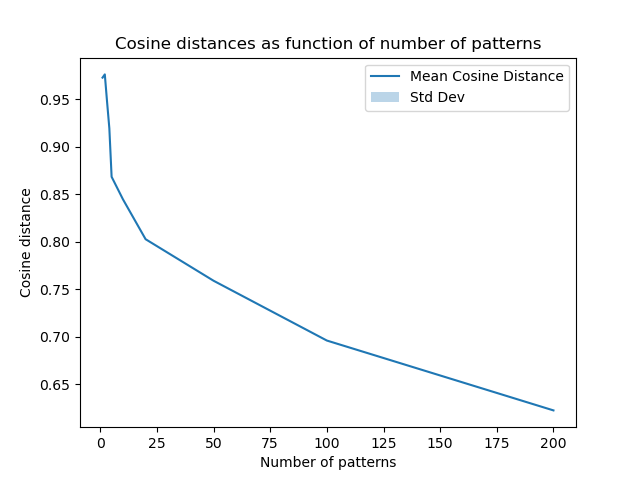 Cosine distances as function of number of patterns
Mean Cosine Distance
Std Dev
Cosine distance
0.95
0.90
0.85
0.80
0.75
0.70
0.65
0 25 50 75 100 125 150 175 200
Number of patterns